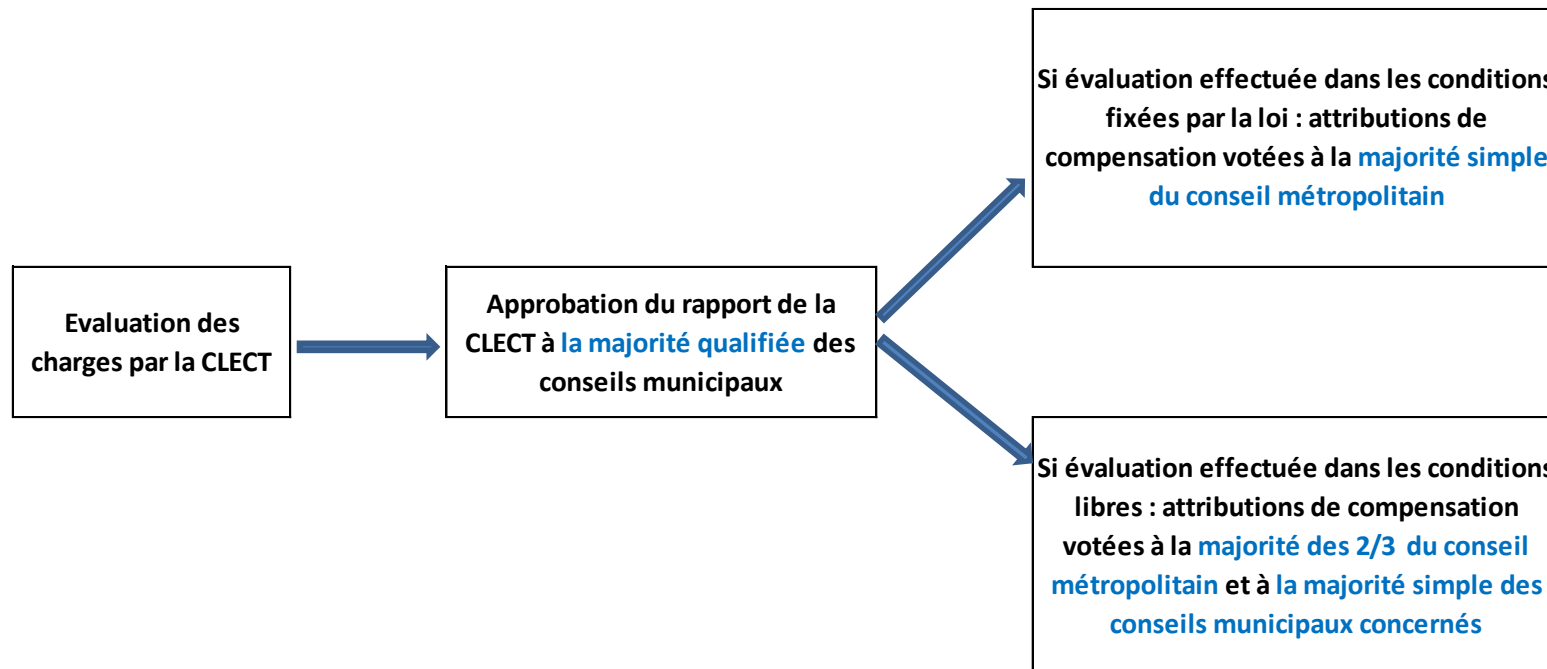 Evaluation des
charges par la CLECT
Approbation du rapport de la
CLECT à la majorité qualifiée des
conseils municipaux
Si évaluation effectuée dans les conditions
fixées par la loi : attributions de
compensation votées à la majorité simple
du conseil métropolitain
Si évaluation effectuée dans les conditions
libres : attributions de compensation
votées à la majorité des 2/3 du conseil
métropolitain et à la majorité simple des
conseils municipaux concernés